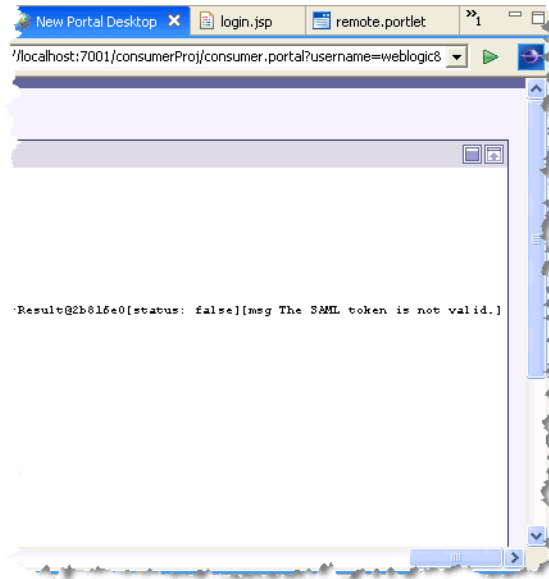 New Portal Desktop login.jsp remote.portlet »1
//localhost:7001/consumerProj/consumer.portal?username=weblogic8
Result@2b816e0[status: false][msg The SAML token is not valid.]